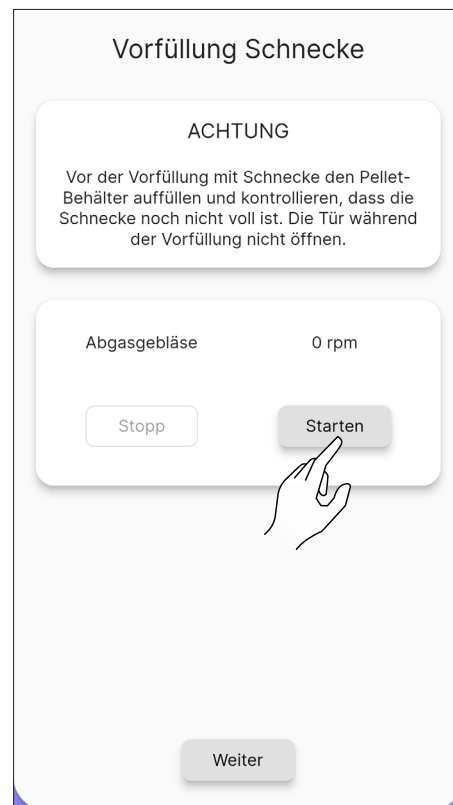 Vorfüllung Schnecke
ACHTUNG
Vor der Vorfüllung mit Schnecke den Pellet-
Behälter auffüllen und kontrollieren, dass die
Schnecke noch nicht voll ist. Die Tür während
der Vorfüllung nicht öffnen.
Abgasgebläse 0 rpm
Stopp Starten
Weiter